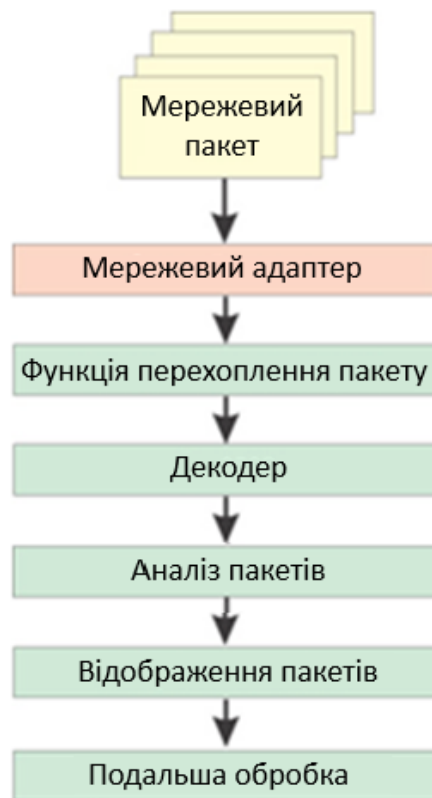 Мережевий
пакет
Мережевий адаптер
Функція перехоплення пакету
Декодер
Аналіз пакетів
Відображення пакетів
Подальша обробка